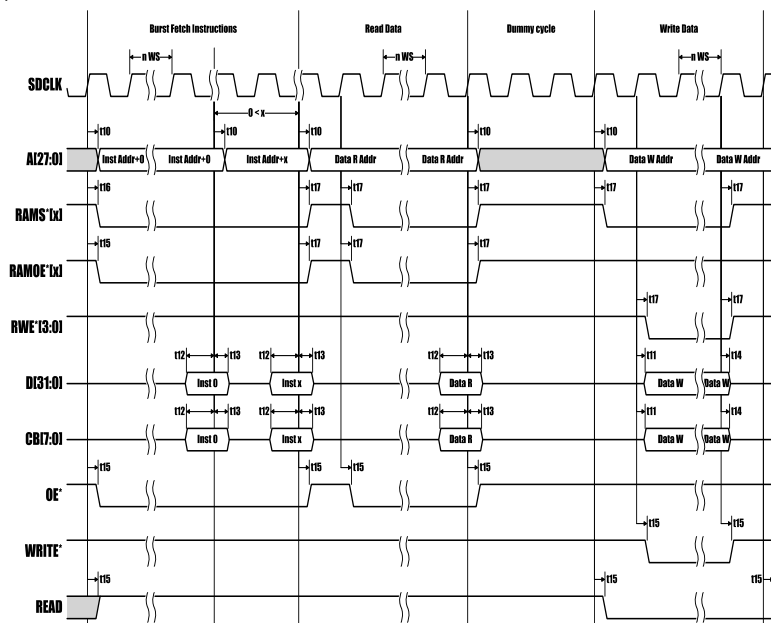 Burst Fetch Instructions Read Data Dummy cycle Write Data
n WS n WS n WS
SDCLK
0 < x
t10 t10 t10 t10 t10
A[27:0] Inst Addr+0 Inst Addr+0 Inst Addr+x Data R Addr Data R Addr Data W Addr Data W Addr
t16 t17 t17 t17 t17 t17
RAMS*[x]
t15 t17 t17 t17
RAMOE*[x]
t17 t17
RWE*[3:0]
t12 t13 t12 t13 t12 t13 t11 t14
D[31:0] Inst 0 Inst x Data R Data W Data W
t12 t13 t12 t13 t12 t13 t11 t14
CB[7:0] Inst 0 Inst x Data R Data W Data W
t15 t15 t15 t15
OE*
t15 t15
WRITE*
t15 t15 t15
READ